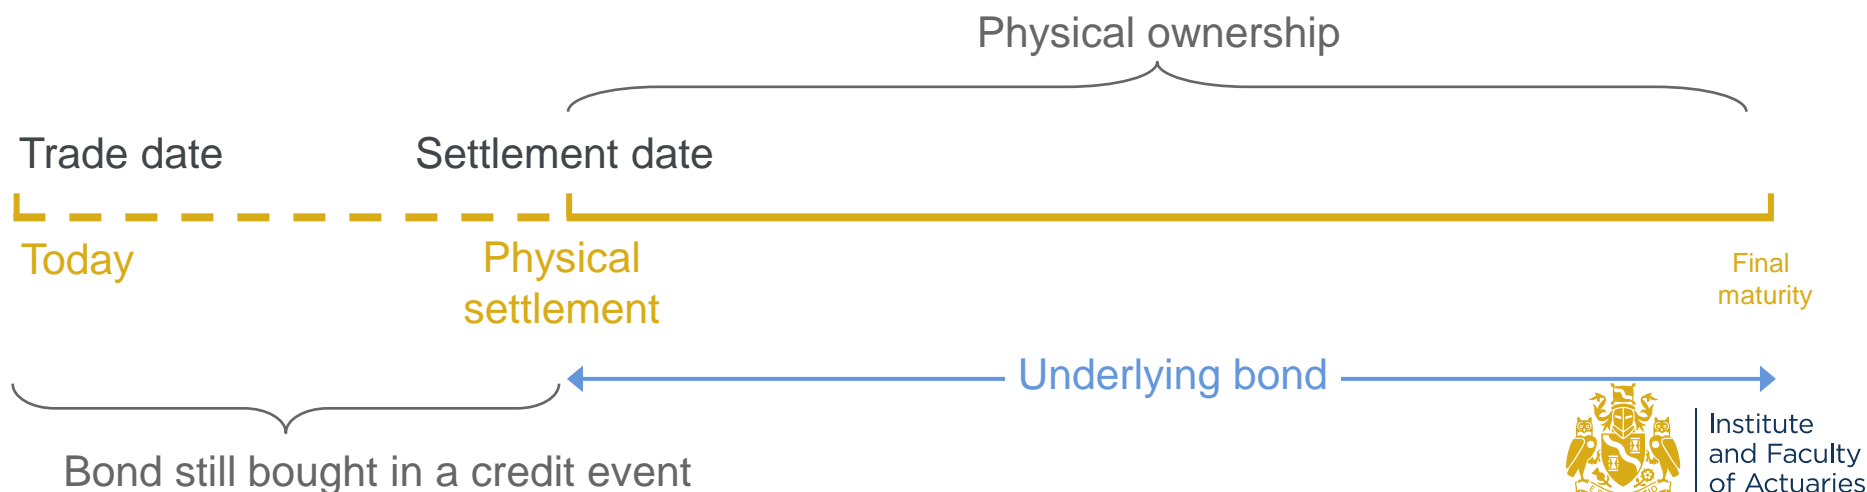 Physical ownership
Trade date
Settlement date
Today
Physical
settlement
Final
maturity
Underlying bond
Bond still bought in a credit event
Institute
and Faculty
of Actuaries